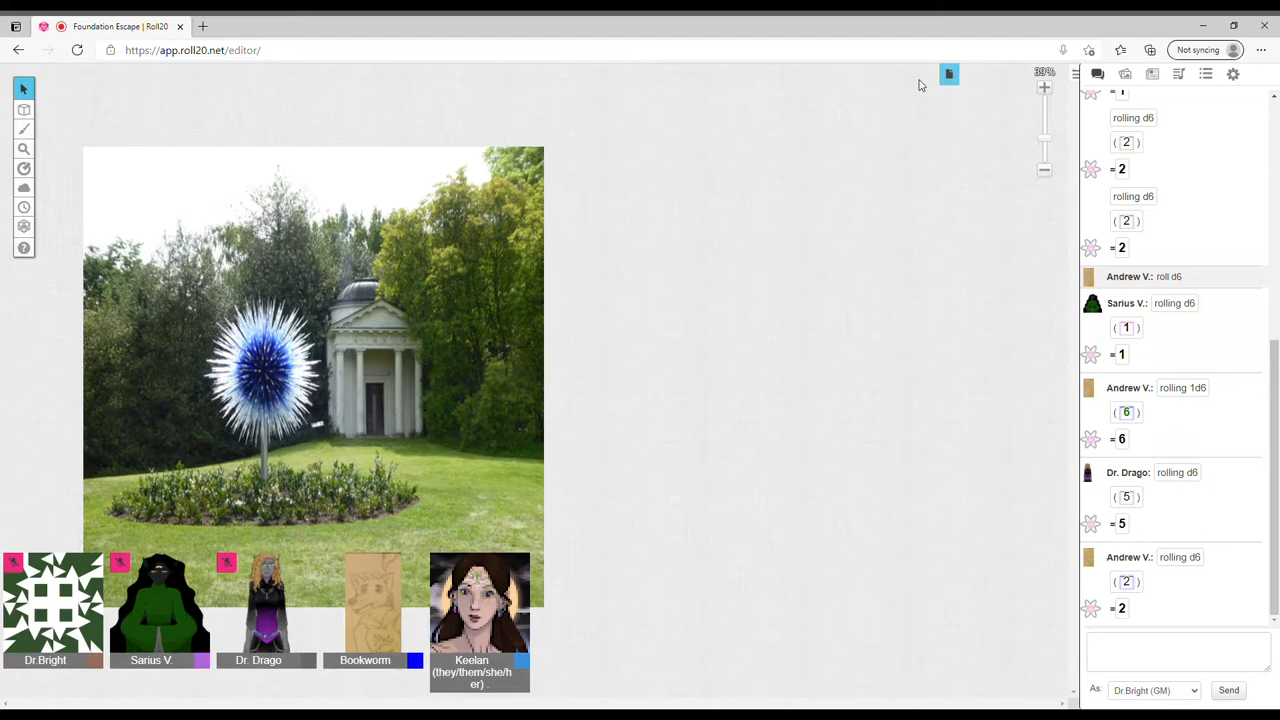 Foundation Escape | Roll20
https://app.roll20.net/editor/
Not syncing
39%
= 1
rolling d6
( 2 )
= 2
rolling d6
( 2 )
= 2
Andrew V.: roll d6
Sarius V.: rolling d6
( 1 )
= 1
Andrew V.: rolling 1d6
( 6 )
= 6
Dr. Drago: rolling d6
( 5 )
= 5
Andrew V.: rolling d6
( 2 )
= 2
Dr.Bright
Sarius V.
Dr. Drago
Bookworm
Keelan
(they/them/she/h
er) .
As: Dr.Bright (GM) Send